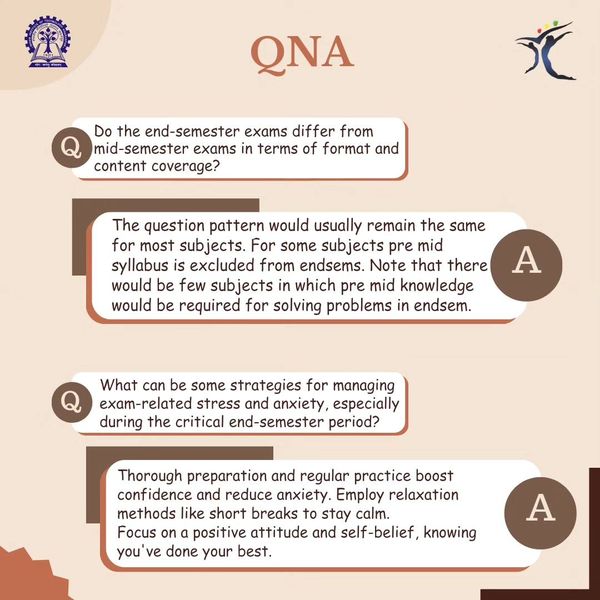 QNA
Q
Do the end-semester exams differ from
mid-semester exams in terms of format and
content coverage?
The question pattern would usually remain the same
for most subjects. For some subjects pre mid
syllabus is excluded from endsems. Note that there
would be few subjects in which pre mid knowledge
would be required for solving problems in endsem.
A
Q
What can be some strategies for managing
exam-related stress and anxiety, especially
during the critical end-semester period?
Thorough preparation and regular practice boost
confidence and reduce anxiety. Employ relaxation
methods like short breaks to stay calm.
Focus on a positive attitude and self-belief, knowing
you've done your best.
A